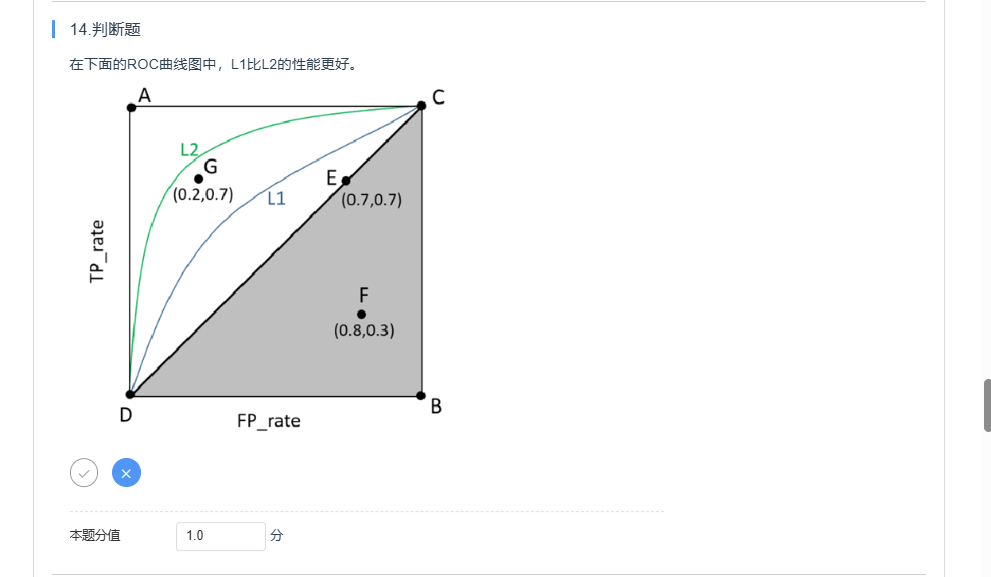 14.判断题
在下面的ROC曲线图中，L1比L2的性能更好。
A
C
L2
G
(0.2,0.7)
L1
E
(0.7,0.7)
TP_rate
F
(0.8,0.3)
D
B
FP_rate
本题分值 1.0 分